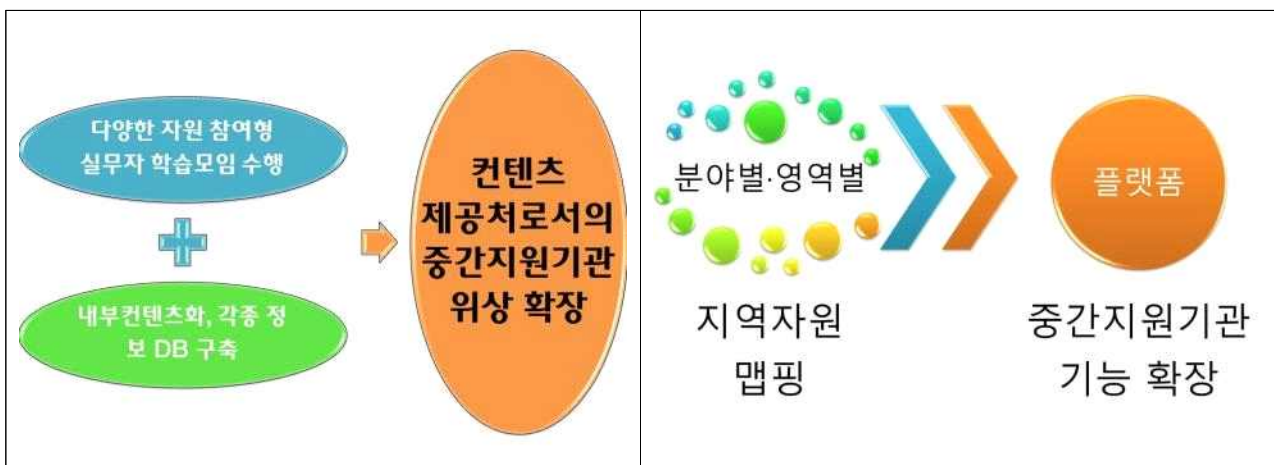 다양한 자원 참여형
실무자 학습모임 수행
내부컨텐츠화, 각종 정
보 DB 구축
컨텐츠
제공처로서의
중간지원기관
위상 확장
분야별·영역별
지역자원
맵핑
플랫폼
중간지원기관
기능 확장